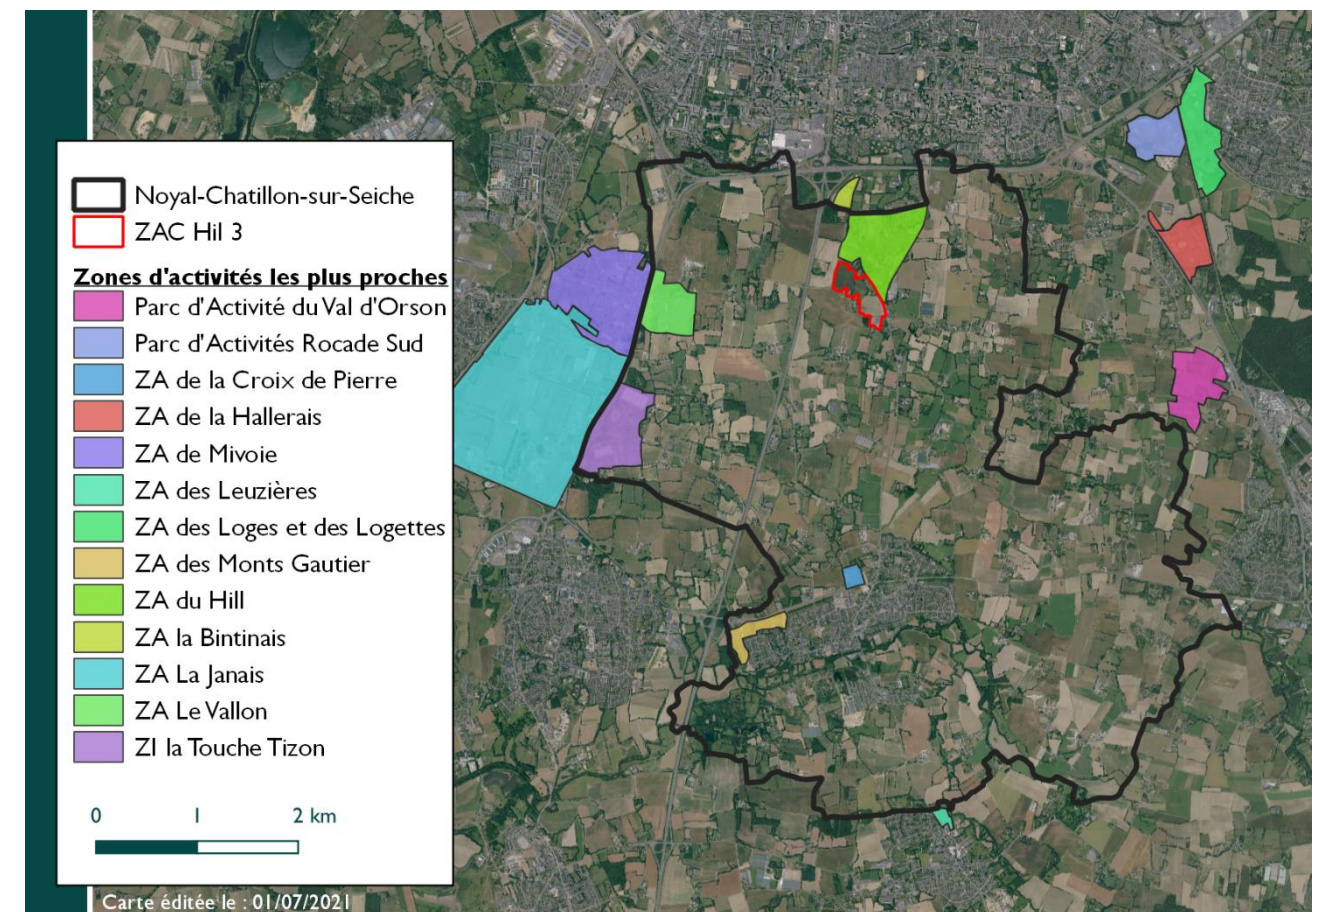 Noyal-Chatillon-sur-Seiche
ZAC Hil 3
Zones d'activités les plus proches
Parc d'Activité du Val d'Orson
Parc d'Activités Rocade Sud
ZA de la Croix de Pierre
ZA de la Hallerais
ZA de Mivoie
ZA des Leuzières
ZA des Loges et des Logettes
ZA des Monts Gautier
ZA du Hill
ZA la Bintinais
ZA La Janais
ZA Le Vallon
ZI la Touche Tizon
0 1 2 km
Carte éditée le : 01/07/2021